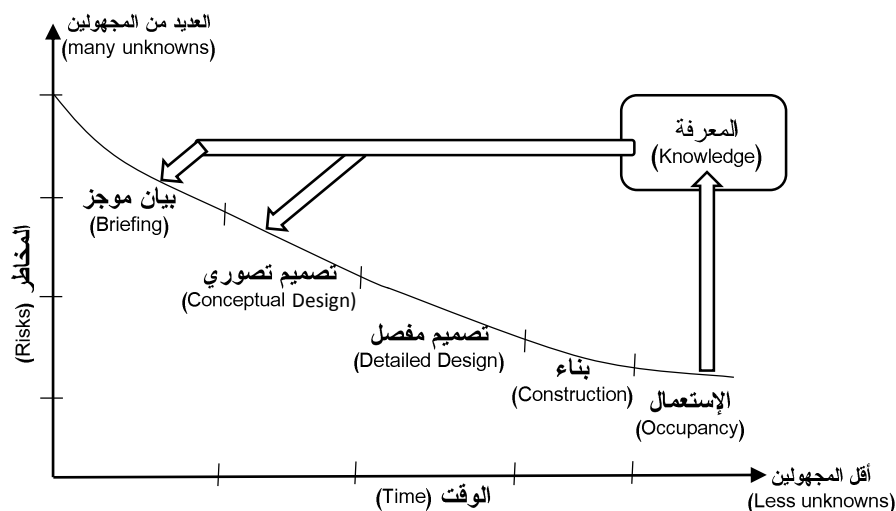 العديد من المجهولين
(many unknowns)
المعرفة
(Knowledge)
بيان موجز
(Briefing)
المخاطر (Risks)
تصميم تصوري
(Conceptual Design)
تصميم مفصل
(Detailed Design)
بناء
(Construction)
الإستعمال
(Occupancy)
الوقت (Time)
أقل المجهولين
(Less unknowns)